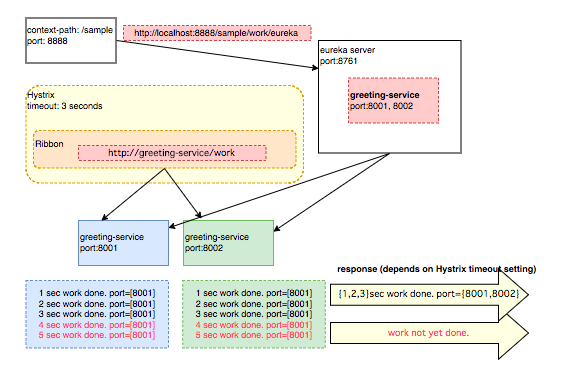 context-path: /sample
port: 8888
http://localhost:8888/sample/work/eureka
eureka server
port:8761
greeting-service
port:8001, 8002
Hystrix
timeout: 3 seconds
Ribbon
http://greeting-service/work
greeting-service
port:8001
greeting-service
port:8002
1 sec work done. port=[8001]
2 sec work done. port=[8001]
3 sec work done. port=[8001]
4 sec work done. port=[8001]
5 sec work done. port=[8001]
1 sec work done. port=[8001]
2 sec work done. port=[8001]
3 sec work done. port=[8001]
4 sec work done. port=[8001]
5 sec work done. port=[8001]
response (depends on Hystrix timeout setting)
{1,2,3}sec work done. port={8001,8002}
work not yet done.